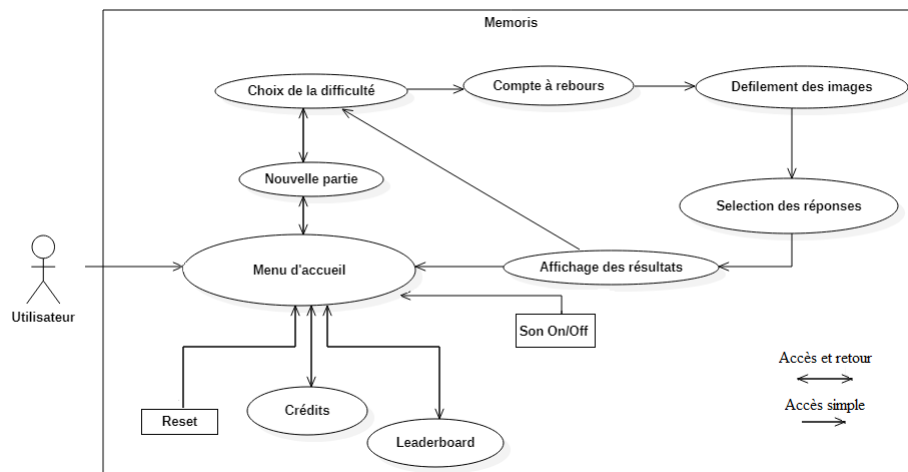 Memoris
Choix de la difficulté
Compte à rebours
Defilement des images
Nouvelle partie
Selection des réponses
Menu d'accueil
Affichage des résultats
Utilisateur
Son On/Off
Accès et retour
Reset
Crédits
Accès simple
Leaderboard